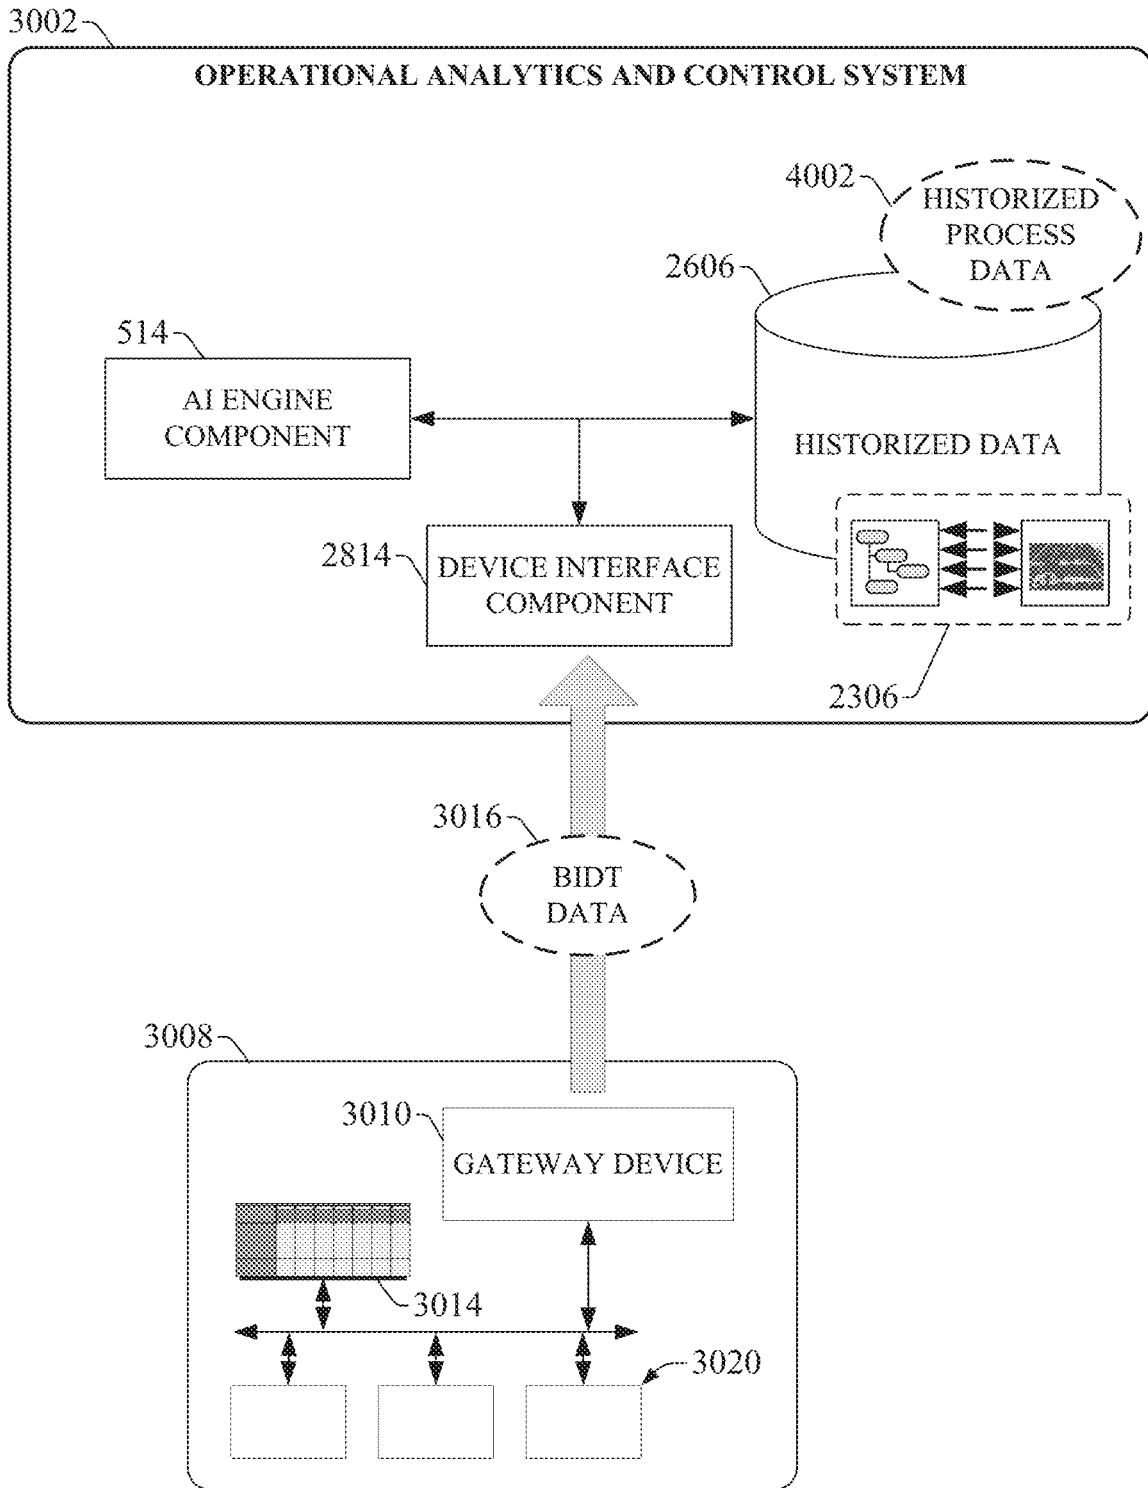 3002
OPERATIONAL ANALYTICS AND CONTROL SYSTEM
4002
HISTORIZED
PROCESS
DATA
2606
514
AI ENGINE
COMPONENT
HISTORIZED DATA
2814
DEVICE INTERFACE
COMPONENT
2306
3016
BIDT
DATA
3008
3010
GATEWAY DEVICE
3014
3020